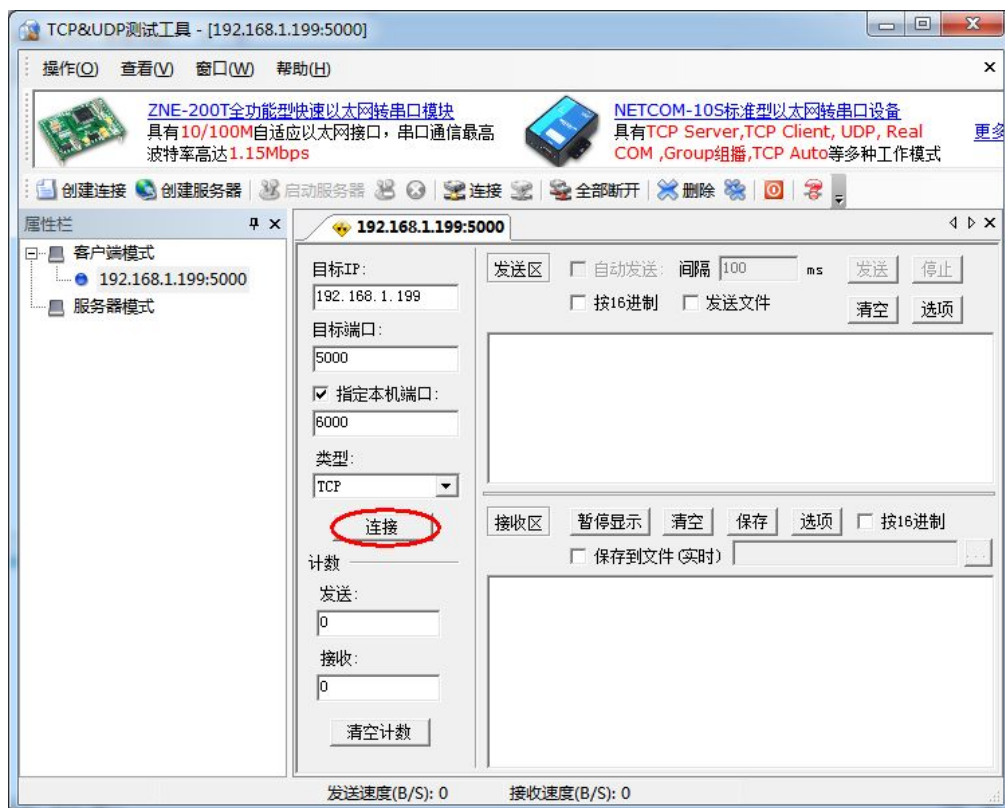 TCP&UDP测试工具 - [192.168.1.199:5000]
操作(O) 查看(V) 窗口(W) 帮助(H)
ZNE-200T全功能型快速以太网转串口模块
具有10/100M自适应以太网接口，串口通信最高
波特率高达1.15Mbps
NETCOM-10S标准型以太网转串口设备
具有TCP Server,TCP Client, UDP, Real
COM ,Group组播,TCP Auto等多种工作模式
更多
创建连接 创建服务器 启动服务器 连接 全部断开 删除
属性栏
客户端模式
192.168.1.199:5000
服务器模式
192.168.1.199:5000
目标IP:
192.168.1.199
目标端口:
5000
指定本机端口:
6000
类型:
TCP
连接
计数
发送:
0
接收:
0
清空计数
发送区 自动发送: 间隔 100 ms 发送 停止
按16进制 发送文件 清空 选项
接收区 暂停显示 清空 保存 选项 按16进制
保存到文件(实时) ...
发送速度(B/S): 0 接收速度(B/S): 0